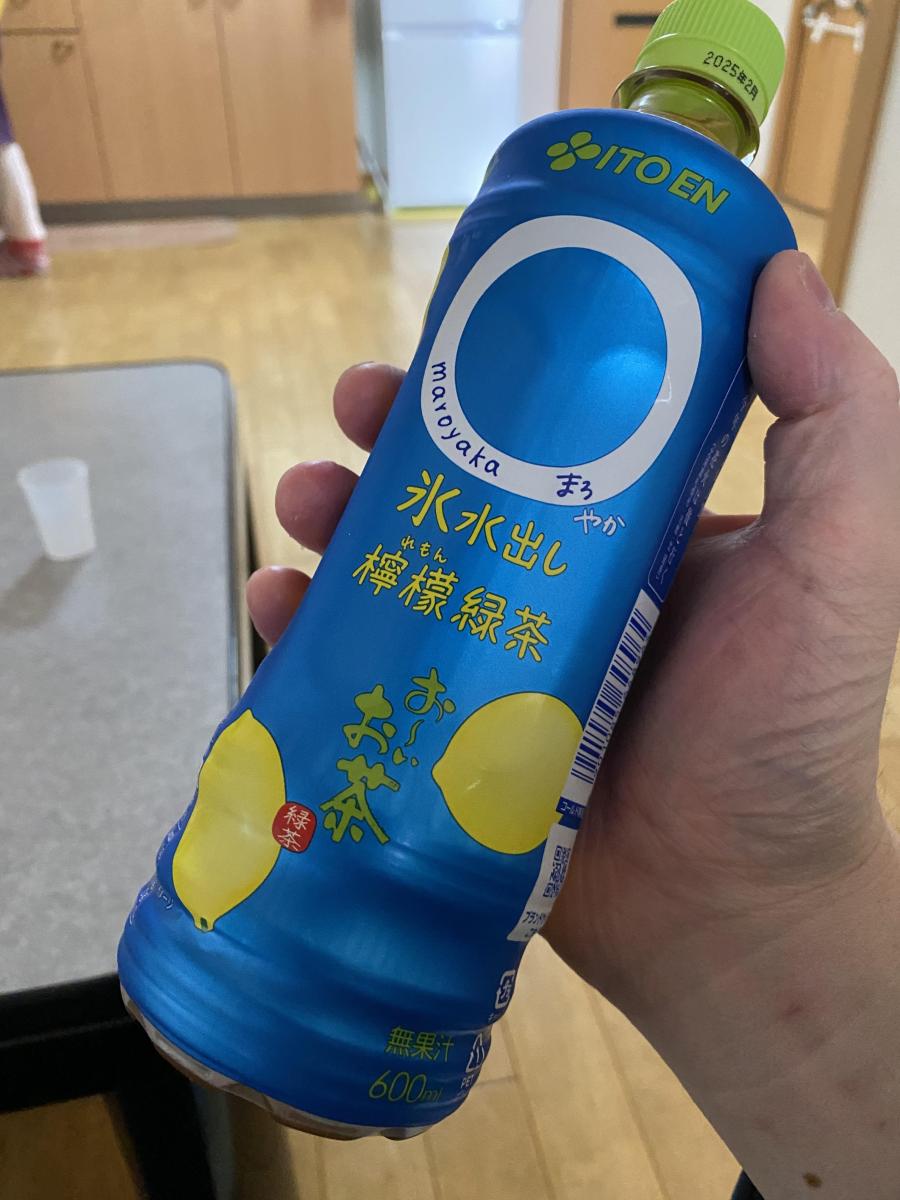 2025年2月
ITO EN
maroyaka
まろ
やか
氷水出し
れもん
檸檬緑茶
お〜い
お茶
緑茶
無果汁
600ml
PET